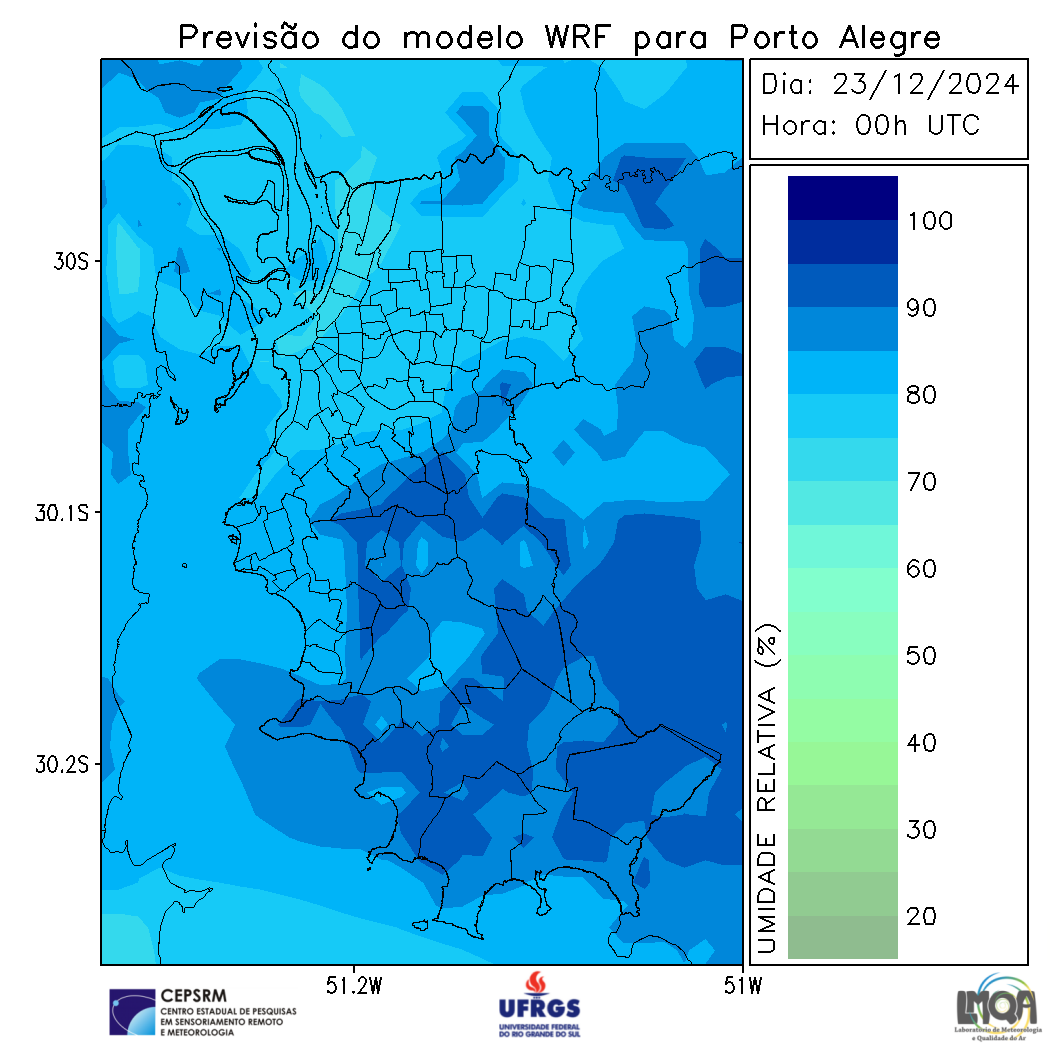 Previsão do modelo WRF para Porto Alegre
Dia: 23/12/2024
Hora: 00h UTC
30S
30.1S
30.2S
51.2W
51W
UMIDADE RELATIVA (%)
100
90
80
70
60
50
40
30
20
CEPSRM
CENTRO ESTADUAL DE PESQUISAS
EM SENSORIAMENTO REMOTO
E METEOROLOGIA
UFRGS
UNIVERSIDADE FEDERAL
DO RIO GRANDE DO SUL
LMQA
Laboratório de Meteorologia
e Qualidade do Ar